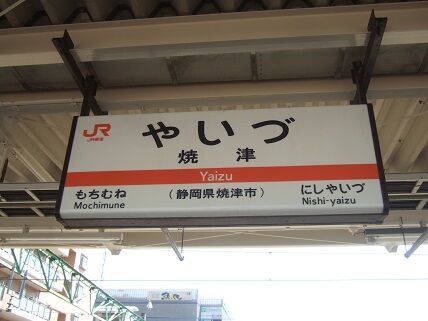 JR
JR東海
やいづ
焼津
Yaizu
もちむね
Mochimune
(静岡県焼津市)
にしやいづ
Nishi-yaizu